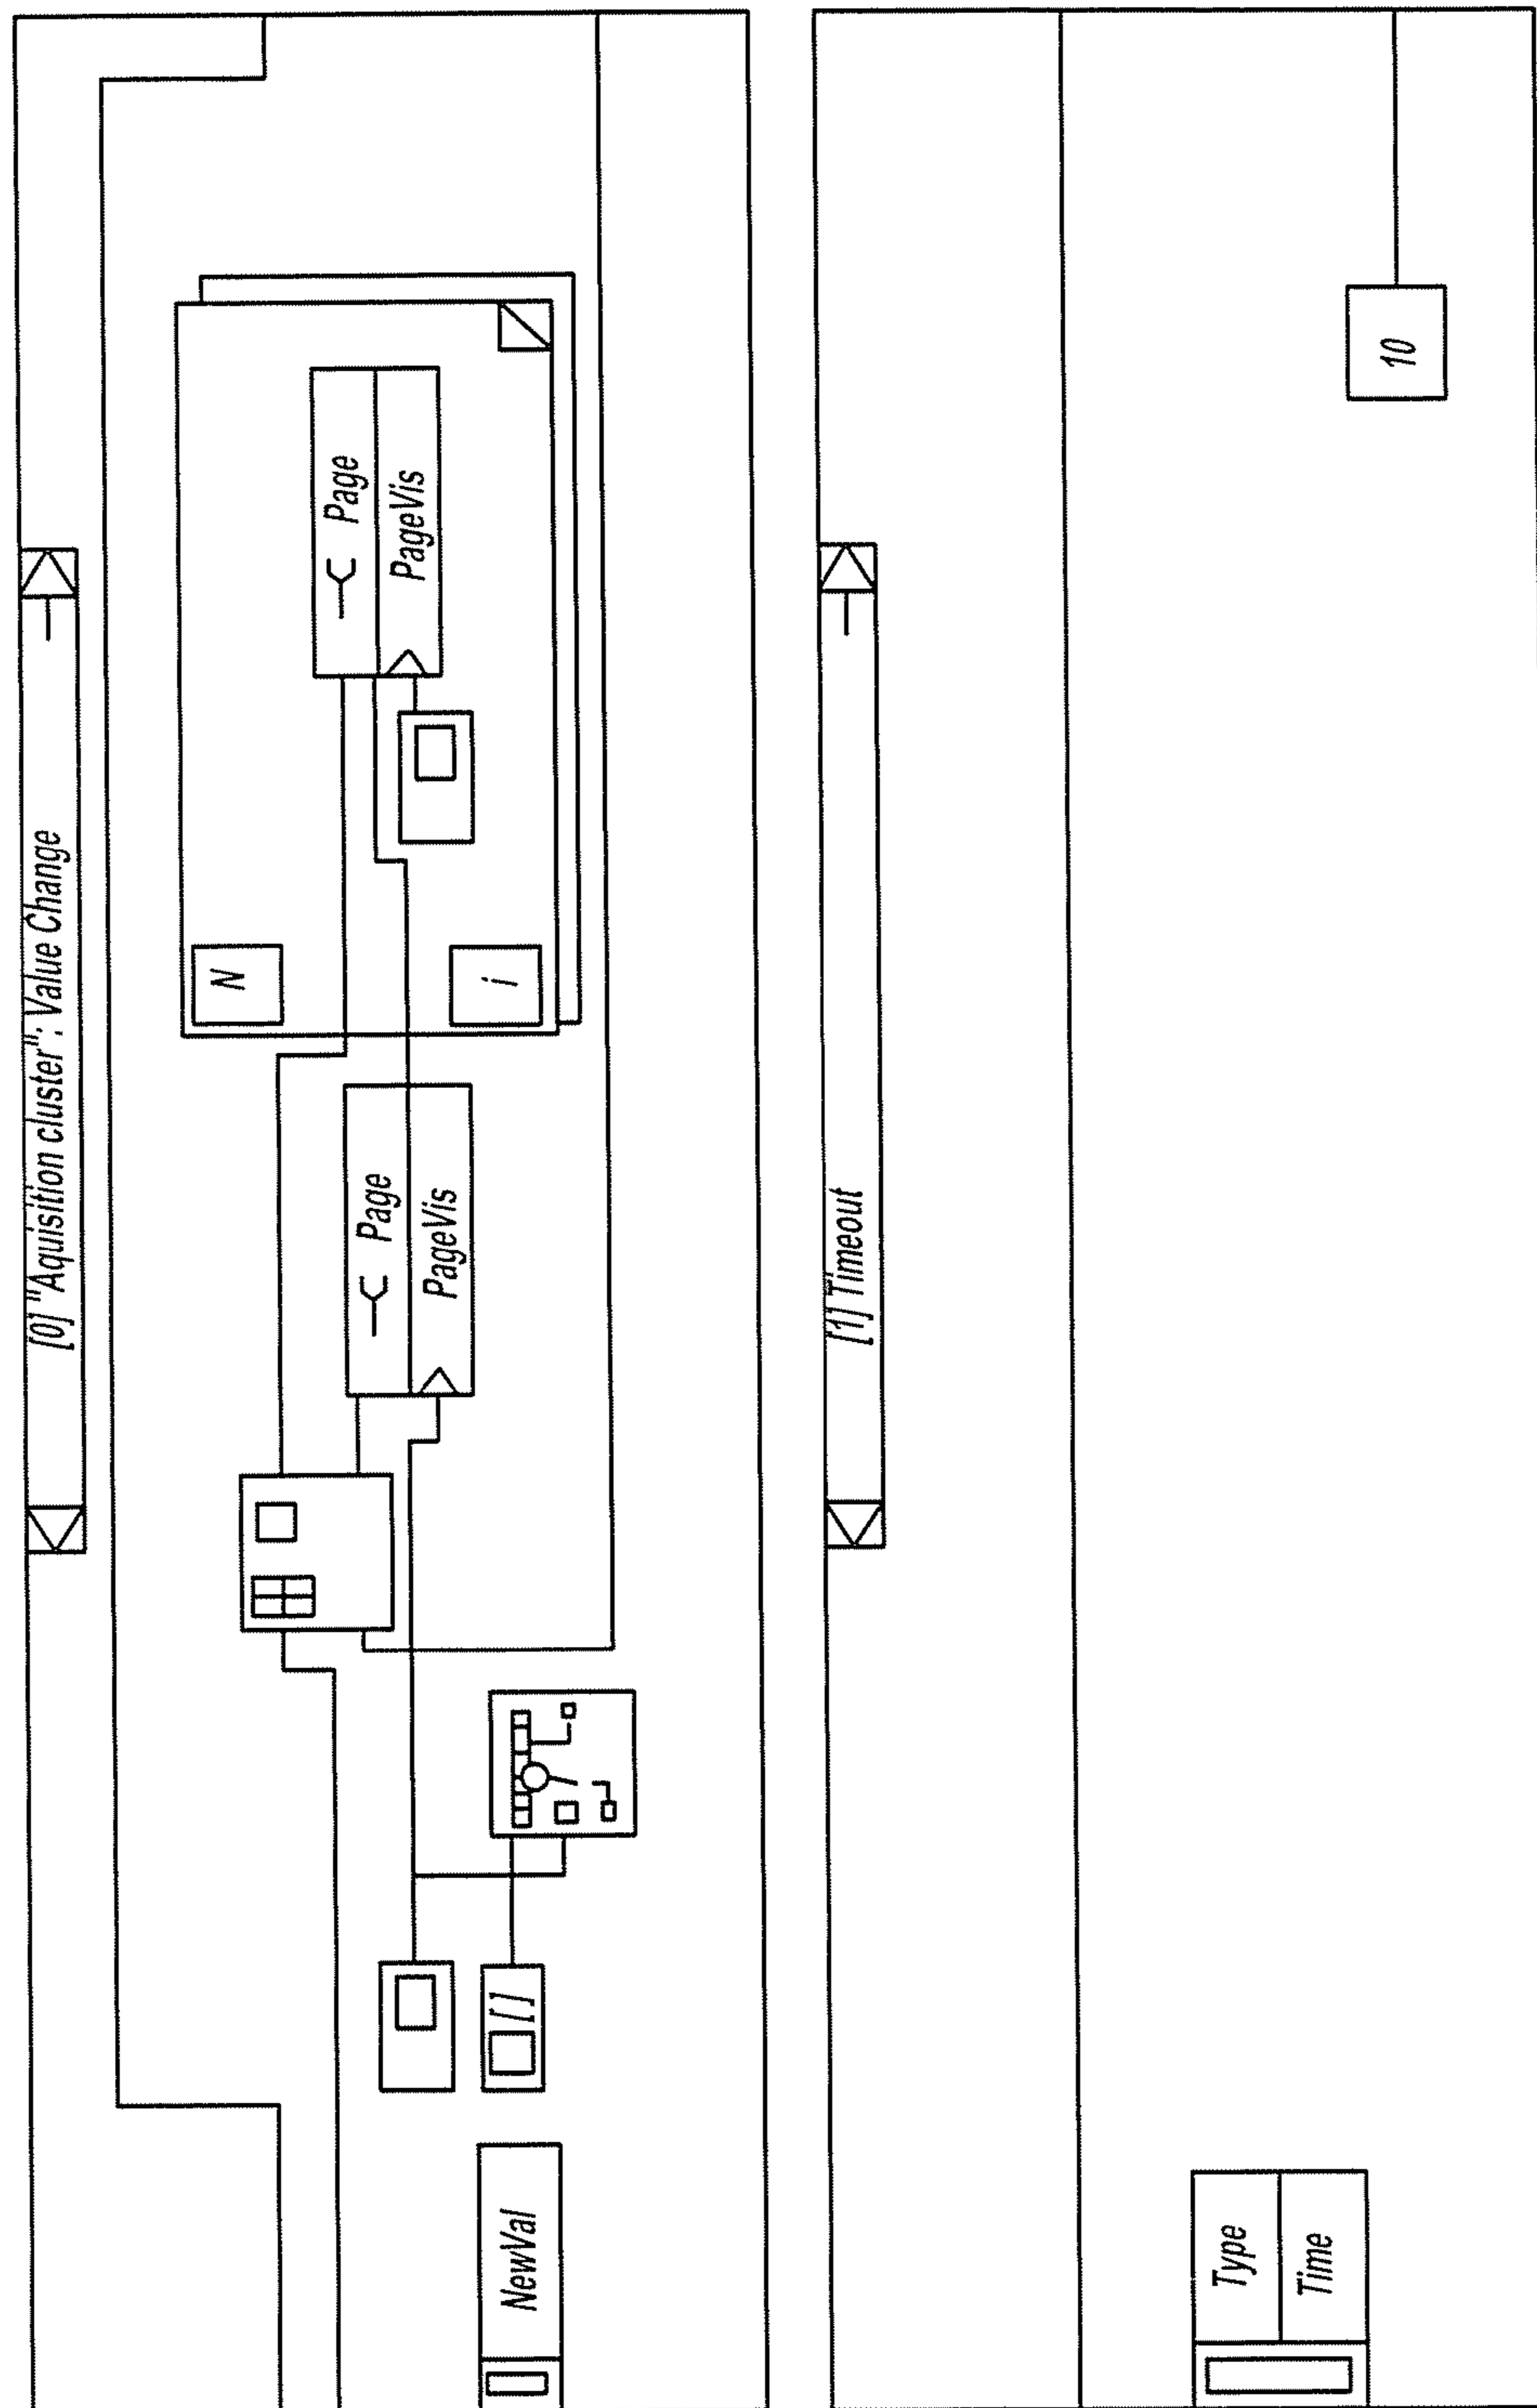 [0] "Aquisition cluster": Value Change
NewVal
[ ]
Page
PageVis
N
i
Page
PageVis
[1] Timeout
Type
Time
10